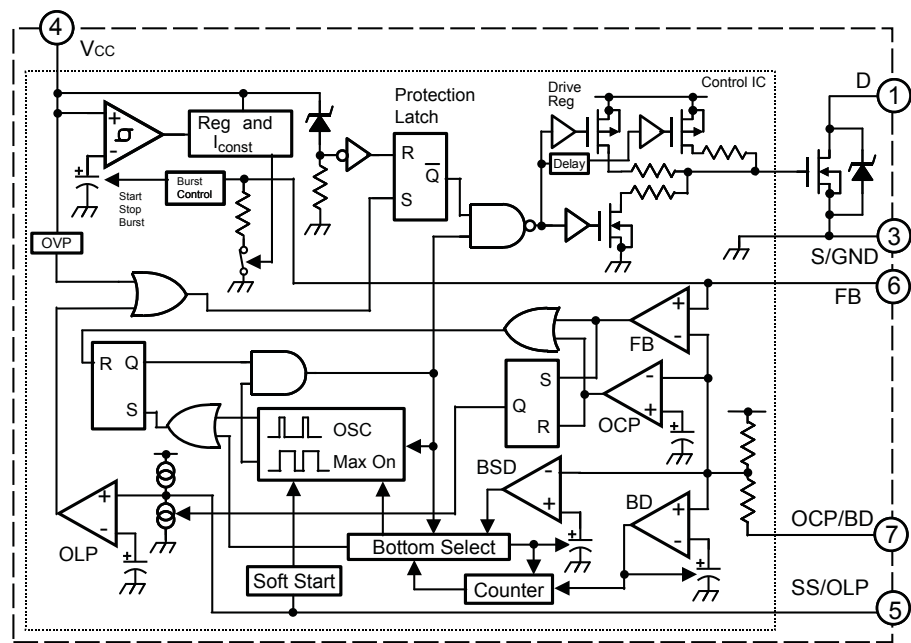 4
VCC
Control IC
D
1
Drive
Reg
Protection
Latch
+
σ
-
Reg and
Iconst
R
Q
S
Delay
+
Burst
Control
Start
Stop
Burst
OVP
3
S/GND
6
FB
+
-
FB
R
Q
S
S
Q
R
-
+
OCP
+
OSC
Max On
BSD
-
+
BD
+
-
OCP/BD
7
+
-
OLP
+
Bottom Select
+
+
Soft Start
Counter
SS/OLP
5